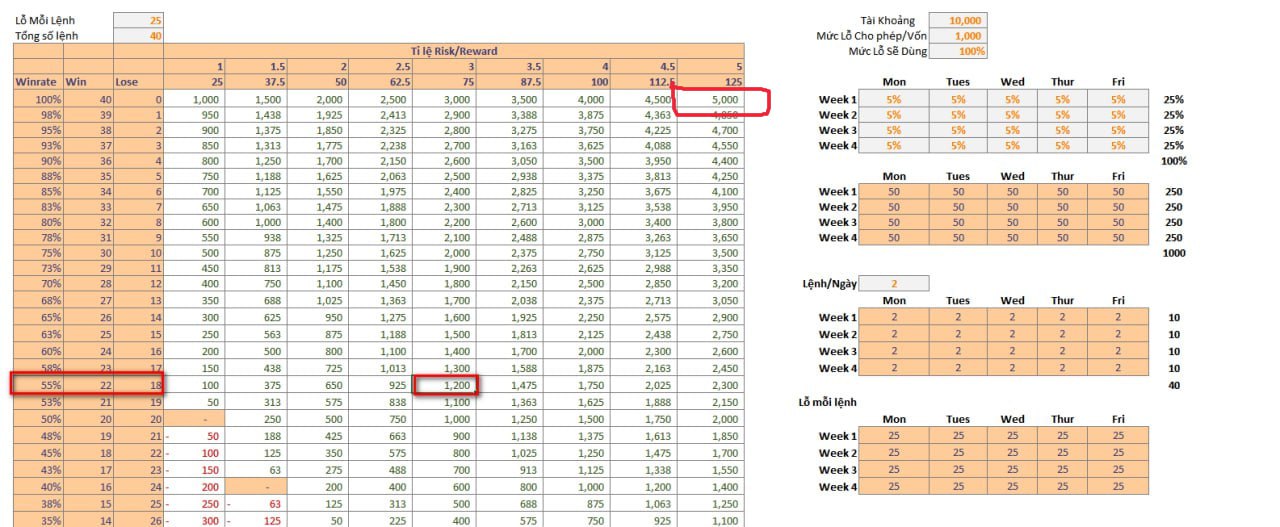 Lỗ Mỗi Lệnh 25
Tổng số lệnh 40
Tỉ lệ Risk/Reward
1 1.5 2 2.5 3 3.5 4 4.5 5
Winrate Win Lose 25 37.5 50 62.5 75 87.5 100 112.5 125
100% 40 0 1,000 1,500 2,000 2,500 3,000 3,500 4,000 4,500 5,000
98% 39 1 950 1,438 1,925 2,413 2,900 3,388 3,875 4,363 4,850
95% 38 2 900 1,375 1,850 2,325 2,800 3,275 3,750 4,225 4,700
93% 37 3 850 1,313 1,775 2,238 2,700 3,163 3,625 4,088 4,550
90% 36 4 800 1,250 1,700 2,150 2,600 3,050 3,500 3,950 4,400
88% 35 5 750 1,188 1,625 2,063 2,500 2,938 3,375 3,813 4,250
85% 34 6 700 1,125 1,550 1,975 2,400 2,825 3,250 3,675 4,100
83% 33 7 650 1,063 1,475 1,888 2,300 2,713 3,125 3,538 3,950
80% 32 8 600 1,000 1,400 1,800 2,200 2,600 3,000 3,400 3,800
78% 31 9 550 938 1,325 1,713 2,100 2,488 2,875 3,263 3,650
75% 30 10 500 875 1,250 1,625 2,000 2,375 2,750 3,125 3,500
73% 29 11 450 813 1,175 1,538 1,900 2,263 2,625 2,988 3,350
70% 28 12 400 750 1,100 1,450 1,800 2,150 2,500 2,850 3,200
68% 27 13 350 688 1,025 1,363 1,700 2,038 2,375 2,713 3,050
65% 26 14 300 625 950 1,275 1,600 1,925 2,250 2,575 2,900
63% 25 15 250 563 875 1,188 1,500 1,813 2,125 2,438 2,750
60% 24 16 200 500 800 1,100 1,400 1,700 2,000 2,300 2,600
58% 23 17 150 438 725 1,013 1,300 1,588 1,875 2,163 2,450
55% 22 18 100 375 650 925 1,200 1,475 1,750 2,025 2,300
53% 21 19 50 313 575 838 1,100 1,363 1,625 1,888 2,150
50% 20 20 - 250 500 750 1,000 1,250 1,500 1,750 2,000
48% 19 21 - 50 188 425 663 900 1,138 1,375 1,613 1,850
45% 18 22 - 100 125 350 575 800 1,025 1,250 1,475 1,700
43% 17 23 - 150 63 275 488 700 913 1,125 1,338 1,550
40% 16 24 - 200 - 200 400 600 800 1,000 1,200 1,400
38% 15 25 - 250 - 63 125 313 500 688 875 1,063 1,250
35% 14 26 - 300 - 125 50 225 400 575 750 925 1,100
Tài Khoảng 10,000
Mức Lỗ Cho phép/Vốn 1,000
Mức Lỗ Sẽ Dùng 100%
Mon Tues Wed Thur Fri
Week 1 5% 5% 5% 5% 5% 25%
Week 2 5% 5% 5% 5% 5% 25%
Week 3 5% 5% 5% 5% 5% 25%
Week 4 5% 5% 5% 5% 5% 25%
100%
Mon Tues Wed Thur Fri
Week 1 50 50 50 50 50 250
Week 2 50 50 50 50 50 250
Week 3 50 50 50 50 50 250
Week 4 50 50 50 50 50 250
1000
Lệnh/Ngày 2
Mon Tues Wed Thur Fri
Week 1 2 2 2 2 2 10
Week 2 2 2 2 2 2 10
Week 3 2 2 2 2 2 10
Week 4 2 2 2 2 2 10
40
Lỗ mỗi lệnh
Mon Tues Wed Thur Fri
Week 1 25 25 25 25 25
Week 2 25 25 25 25 25
Week 3 25 25 25 25 25
Week 4 25 25 25 25 25